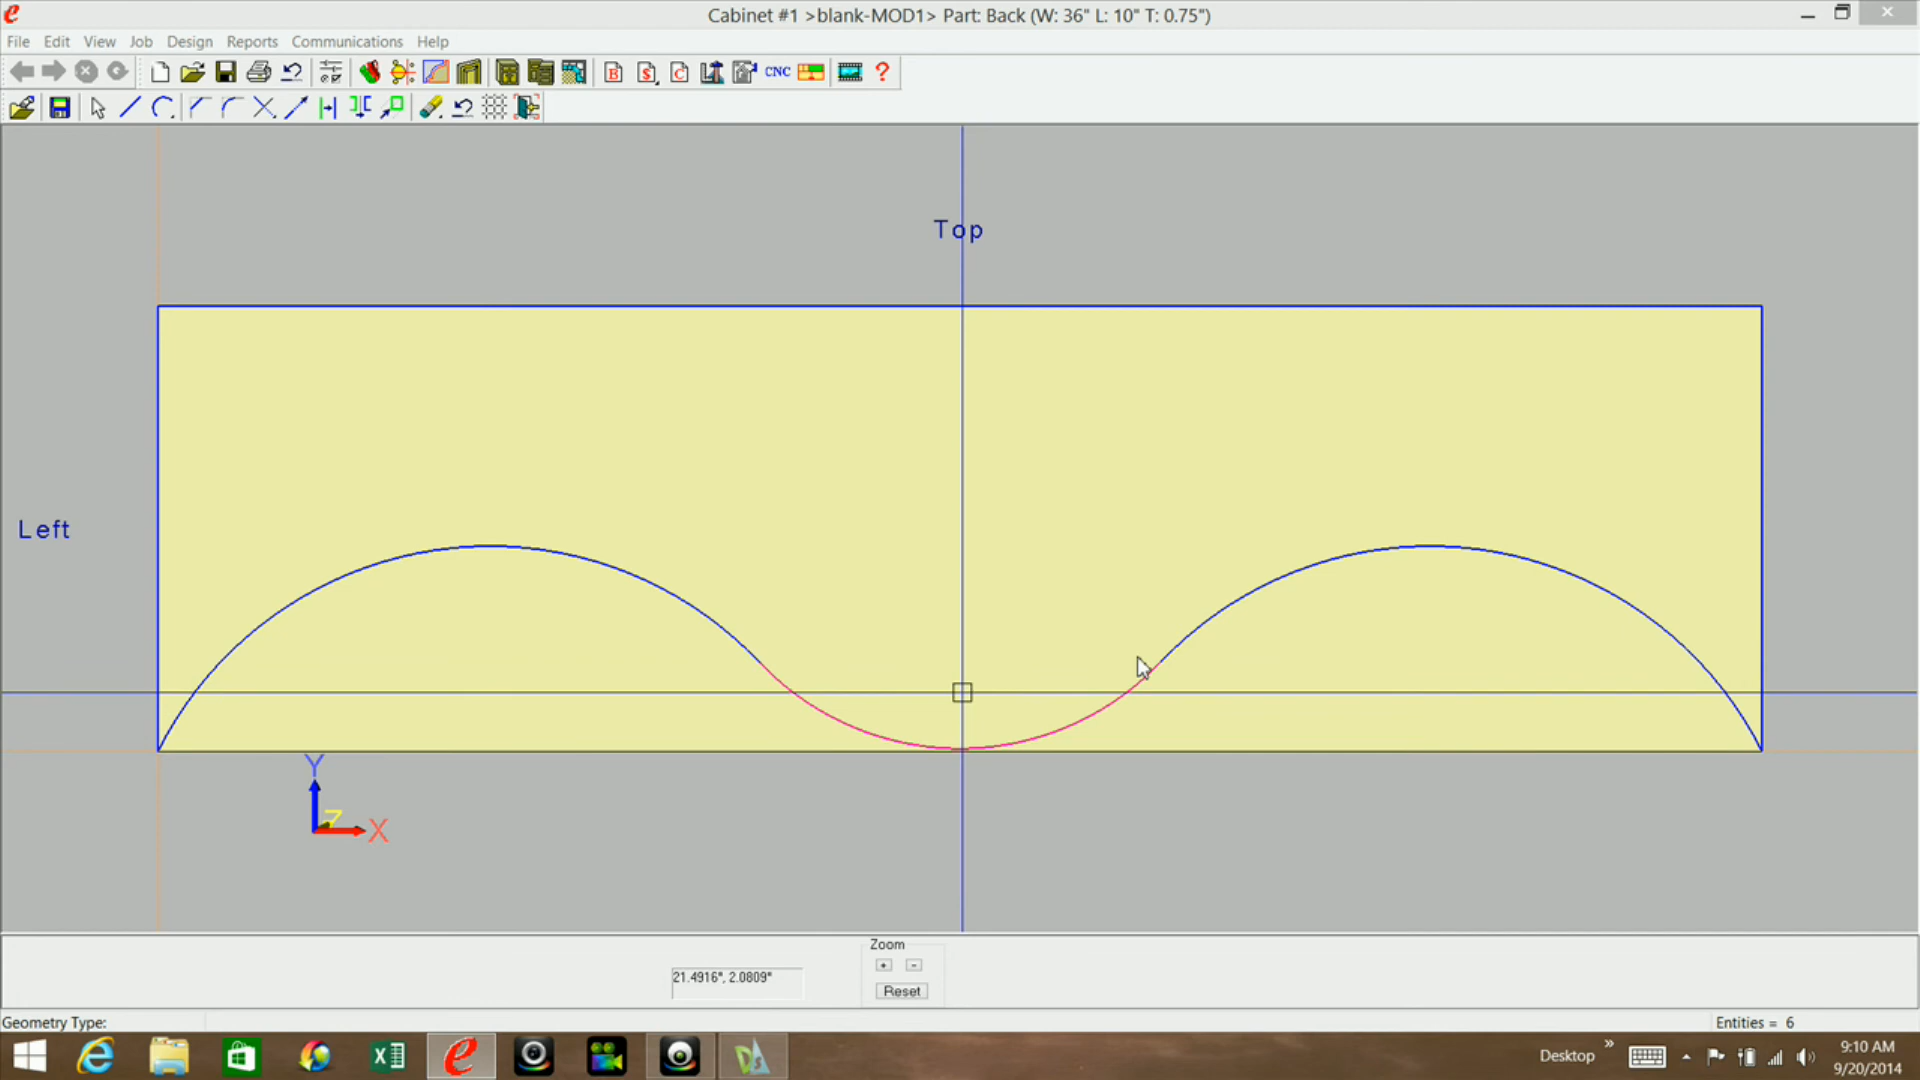 Cabinet #1 >blank-MOD1> Part: Back (W: 36" L: 10" T: 0.75")
File Edit View Job Design Reports Communications Help
B $ C CNC ?
Top
Left
Y
Z
X
Zoom
+ -
21.4916", 2.0809"
Reset
Geometry Type:
Entities = 6
Desktop »
9:10 AM
9/20/2014